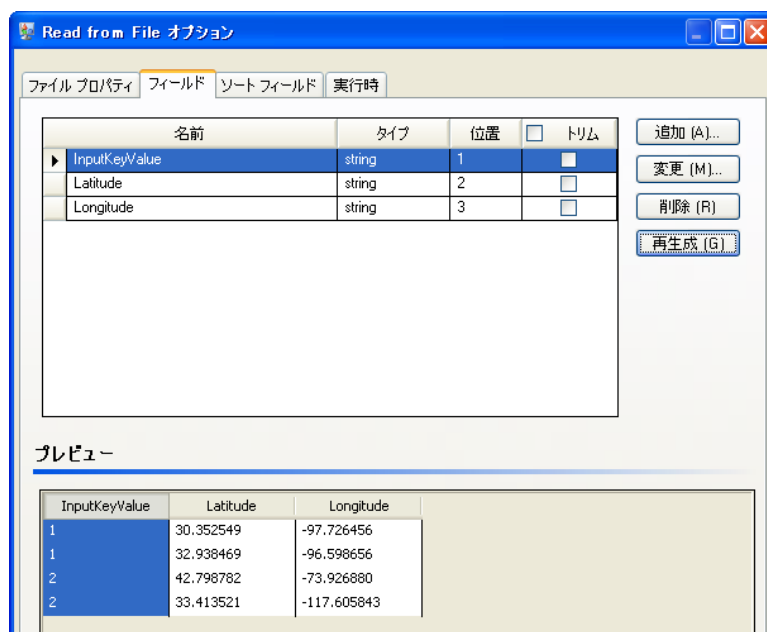 Read from File オプション
ファイル プロパティ フィールド ソート フィールド 実行時
名前 タイプ 位置 トリム
InputKeyValue string 1
Latitude string 2
Longitude string 3
追加 (A)...
変更 (M)...
削除 (R)
再生成 (G)
プレビュー
InputKeyValue Latitude Longitude
1 30.352549 -97.726456
1 32.938469 -96.598656
2 42.798782 -73.926880
2 33.413521 -117.605843